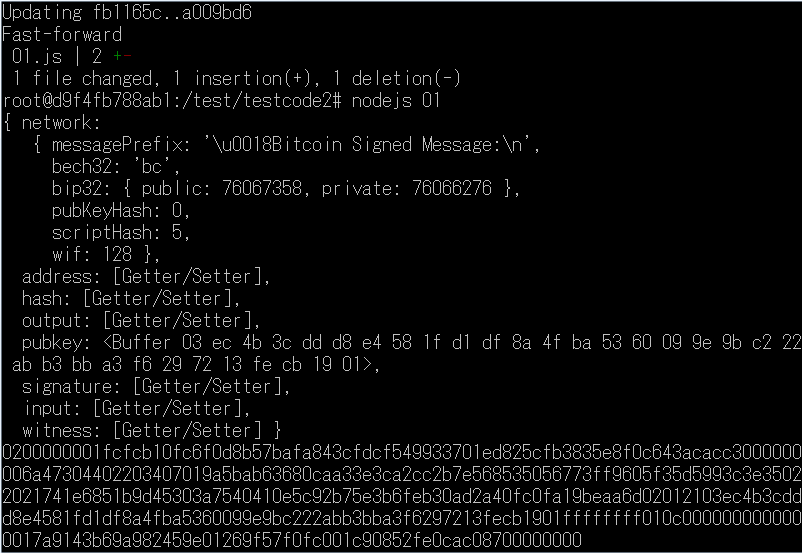 Updating fb1165c..a009bd6
Fast-forward
 01.js | 2 +-
 1 file changed, 1 insertion(+), 1 deletion(-)
root@d9f4fb788ab1:/test/testcode2# nodejs 01
{ network:
   { messagePrefix: '\u0018Bitcoin Signed Message:\n',
     bech32: 'bc',
     bip32: { public: 76067358, private: 76066276 },
     pubKeyHash: 0,
     scriptHash: 5,
     wif: 128 },
  address: [Getter/Setter],
  hash: [Getter/Setter],
  output: [Getter/Setter],
  pubkey: <Buffer 03 ec 4b 3c dd d8 e4 58 1f d1 df 8a 4f ba 53 60 09 9e 9b c2 22
 ab b3 bb a3 f6 29 72 13 fe cb 19 01>,
  signature: [Getter/Setter],
  input: [Getter/Setter],
  witness: [Getter/Setter] }
0200000001fcfcb10fc6f0d8b57bafa843cfdcf549933701ed825cfb3835e8f0c643acacc3000000
006a47304402203407019a5bab63680caa33e3ca2cc2b7e568535056773ff9605f35d5993c3e3502
2021741e6851b9d45303a7540410e5c92b75e3b6feb30ad2a40fc0fa19beaa6d02012103ec4b3cdd
d8e4581fd1df8a4fba5360099e9bc222abb3bba3f6297213fecb1901ffffffff010c000000000000
0017a9143b69a982459e01269f57f0fc001c90852fe0cac08700000000